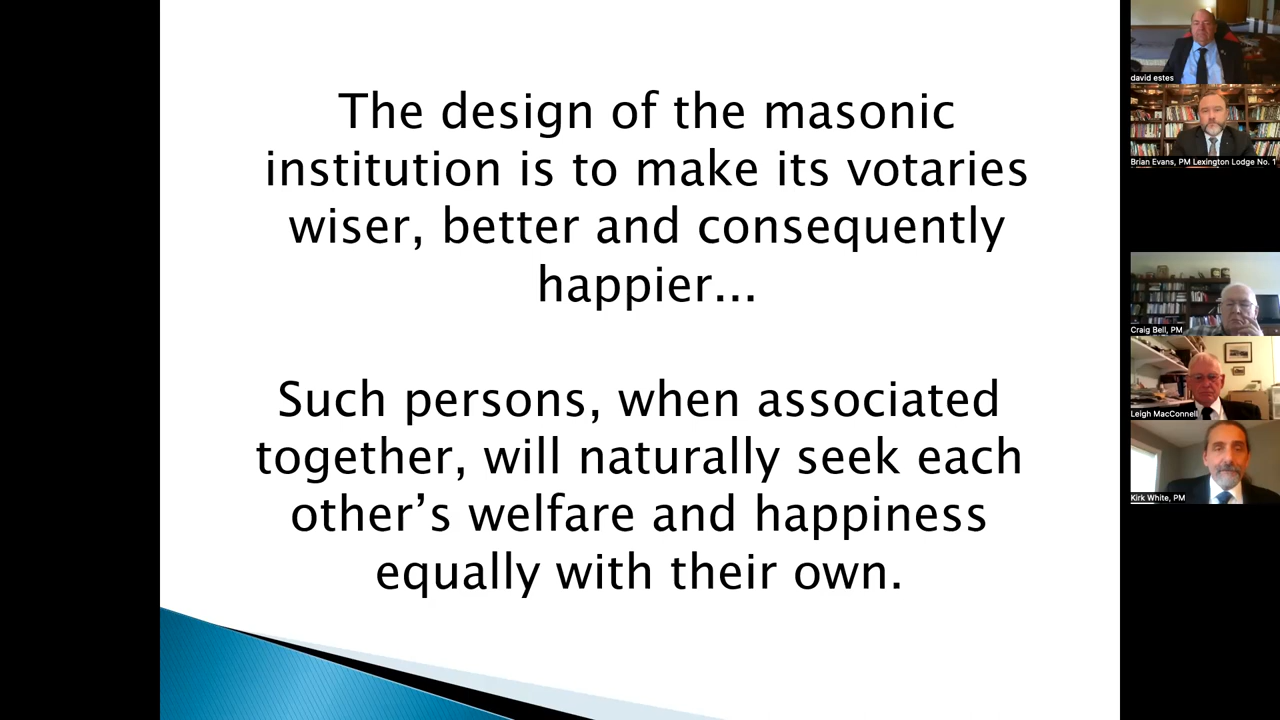 The design of the masonic
institution is to make its votaries
wiser, better and consequently
happier...
Such persons, when associated
together, will naturally seek each
other’s welfare and happiness
equally with their own.
david estes
Brian Evans, PM Lexington Lodge No. 1
Craig Bell, PM
Leigh MacConnell
Kirk White, PM